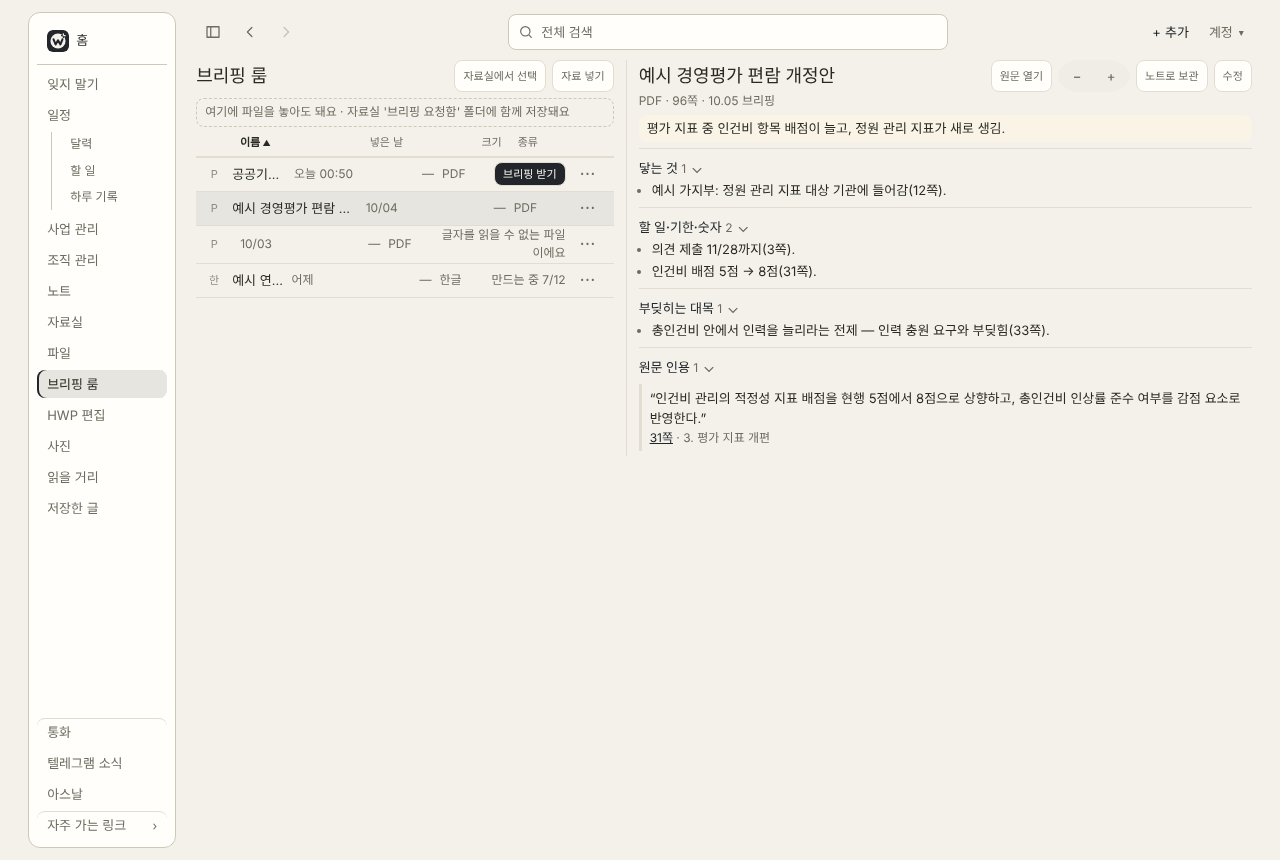 홈
잊지 말기
일정
달력
할 일
하루 기록
사업 관리
조직 관리
노트
자료실
파일
브리핑 룸
HWP 편집
사진
읽을 거리
저장한 글
통화
텔레그램 소식
아스날
자주 가는 링크 ›
전체 검색
+ 추가 계정 ▼
브리핑 룸 자료실에서 선택 자료 넣기
여기에 파일을 놓아도 돼요 · 자료실 '브리핑 요청함' 폴더에 함께 저장돼요
이름 ▲ 넣은 날 크기 종류
P 공공기... 오늘 00:50 — PDF 브리핑 받기 ···
P 예시 경영평가 편람 ... 10/04 — PDF ···
P 10/03 — PDF 글자를 읽을 수 없는 파일
이에요 ···
한 예시 연... 어제 — 한글 만드는 중 7/12 ···
예시 경영평가 편람 개정안 원문 열기 − + 노트로 보관 수정
PDF · 96쪽 · 10.05 브리핑
평가 지표 중 인건비 항목 배점이 늘고, 정원 관리 지표가 새로 생김.
닿는 것 1
• 예시 가지부: 정원 관리 지표 대상 기관에 들어감(12쪽).
할 일·기한·숫자 2
• 의견 제출 11/28까지(3쪽).
• 인건비 배점 5점 → 8점(31쪽).
부딪히는 대목 1
• 총인건비 안에서 인력을 늘리라는 전제 — 인력 충원 요구와 부딪힘(33쪽).
원문 인용 1
“인건비 관리의 적정성 지표 배점을 현행 5점에서 8점으로 상향하고, 총인건비 인상률 준수 여부를 감점 요소로
반영한다.”
31쪽 · 3. 평가 지표 개편